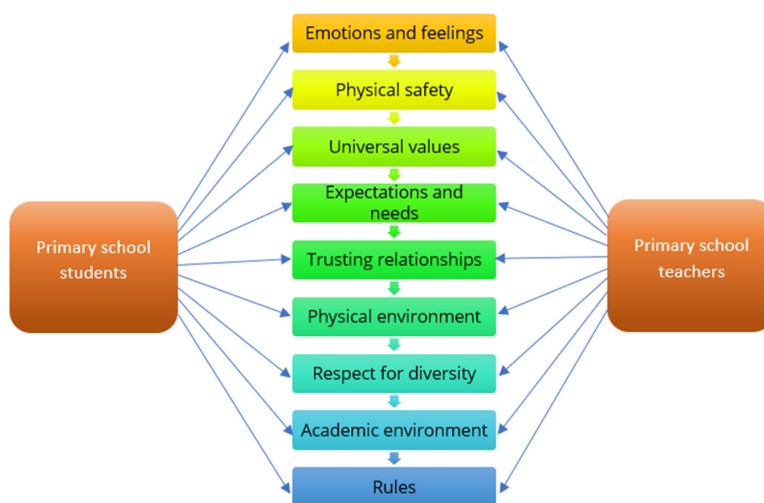 Emotions and feelings
Physical safety
Universal values
Expectations and
needs
Primary school
students
Trusting relationships
Primary school
teachers
Physical environment
Respect for diversity
Academic environment
Rules